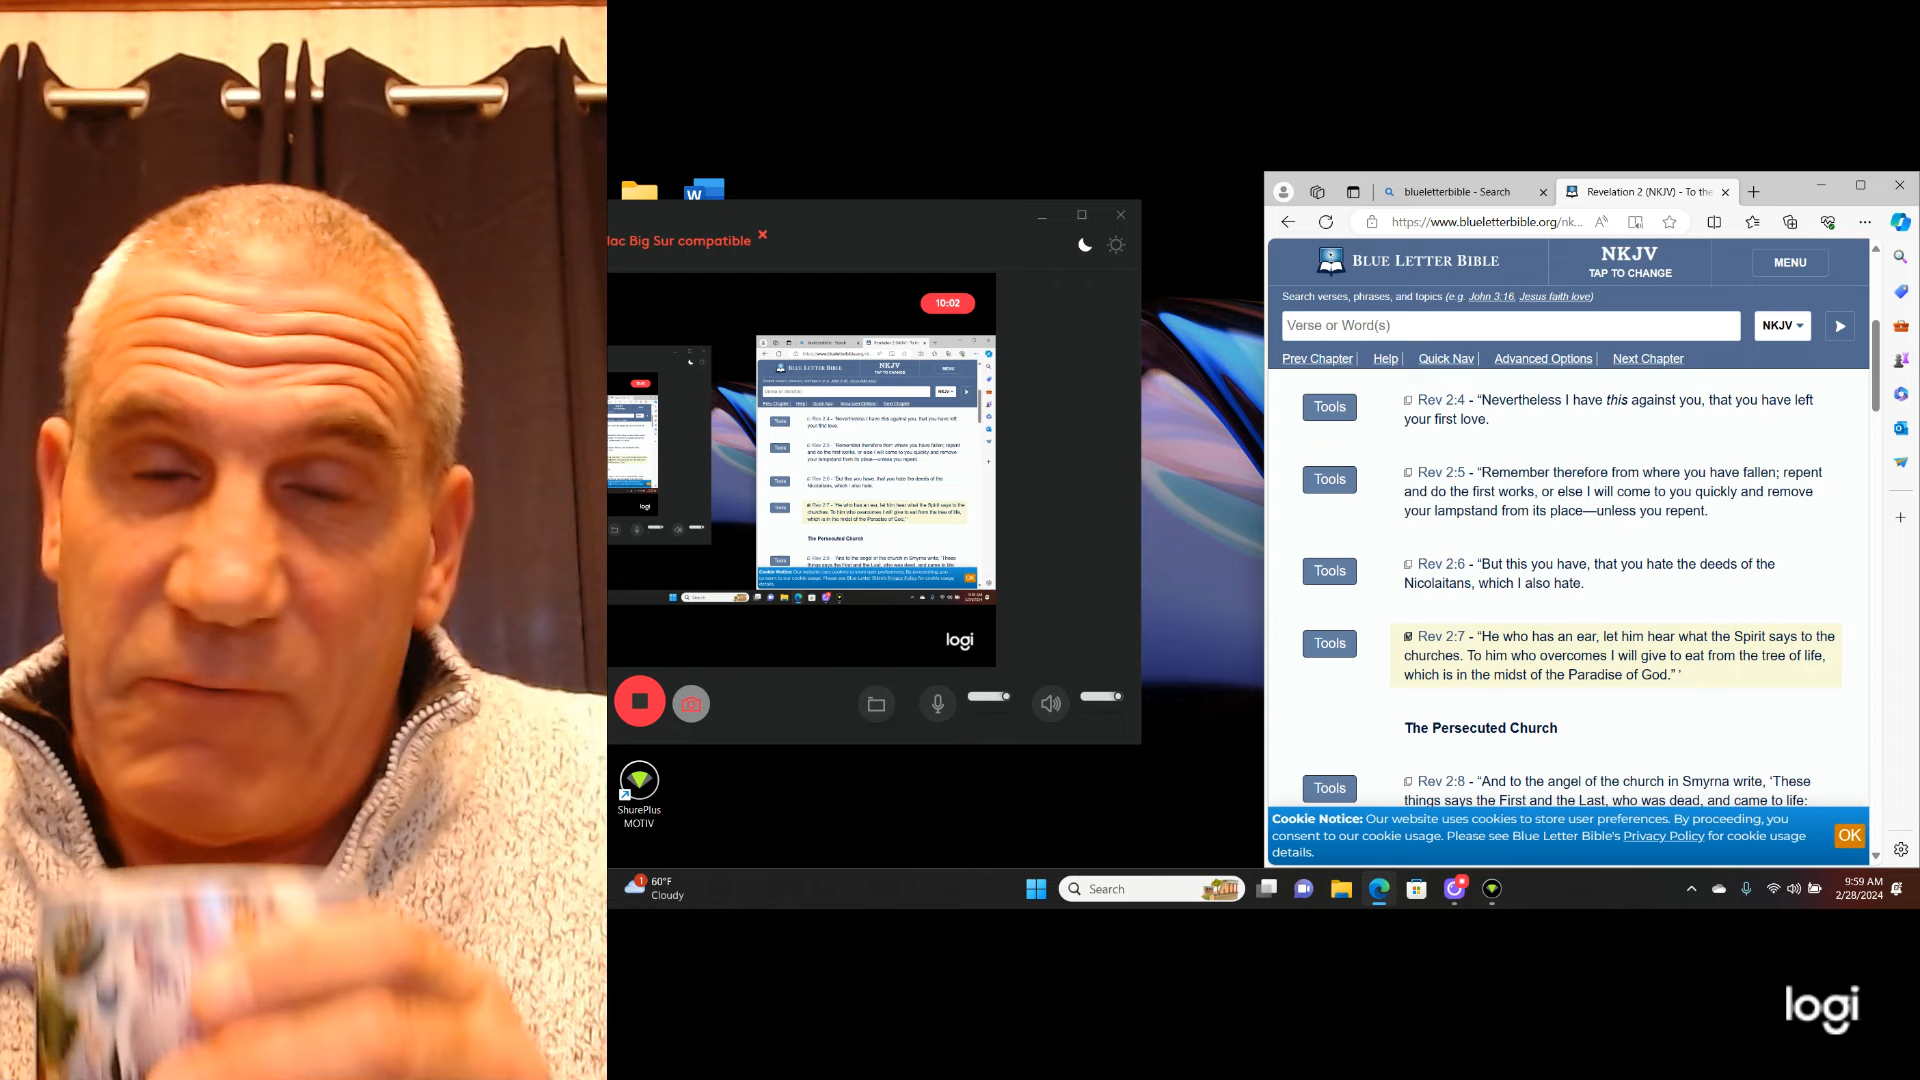 W
Mac Big Sur compatible
10:02
logi
ShurePlus
MOTIV
blueletterbible - Search
Revelation 2 (NKJV) - To the
https://www.blueletterbible.org/nk...
BLUE LETTER BIBLE
NKJV
TAP TO CHANGE
MENU
Search verses, phrases, and topics (e.g. John 3:16, Jesus faith love)
Verse or Word(s)
NKJV
Prev Chapter | Help | Quick Nav | Advanced Options | Next Chapter
Tools
Rev 2:4 - “Nevertheless I have this against you, that you have left
your first love.
Tools
Rev 2:5 - “Remember therefore from where you have fallen; repent
and do the first works, or else I will come to you quickly and remove
your lampstand from its place—unless you repent.
Tools
Rev 2:6 - “But this you have, that you hate the deeds of the
Nicolaitans, which I also hate.
Tools
Rev 2:7 - “He who has an ear, let him hear what the Spirit says to the
churches. To him who overcomes I will give to eat from the tree of life,
which is in the midst of the Paradise of God.” ’
The Persecuted Church
Tools
Rev 2:8 - “And to the angel of the church in Smyrna write, ‘These
things says the First and the Last, who was dead, and came to life:
Cookie Notice: Our website uses cookies to store user preferences. By proceeding, you
consent to our cookie usage. Please see Blue Letter Bible's Privacy Policy for cookie usage
details.
OK
1
60°F
Cloudy
Search
9:59 AM
2/28/2024
logi